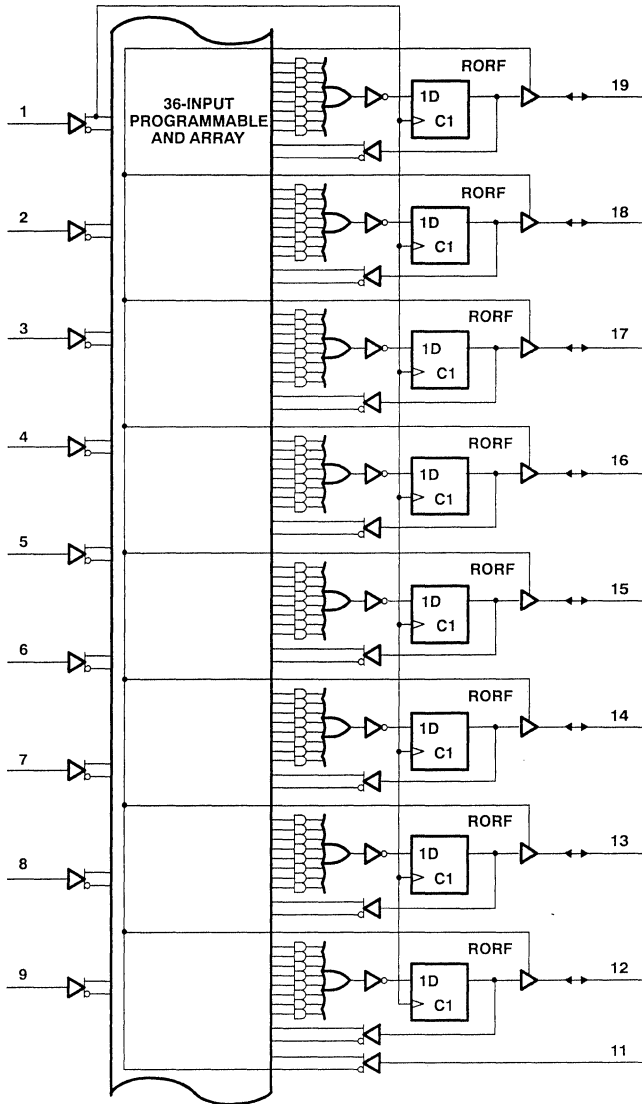 RORF
19
36-INPUT
PROGRAMMABLE
AND ARRAY
1
1D
C1
RORF
18
2
1D
C1
RORF
17
3
1D
C1
RORF
16
4
1D
C1
RORF
15
5
1D
C1
RORF
14
6
1D
C1
RORF
13
7
1D
C1
RORF
12
8
1D
C1
9
11